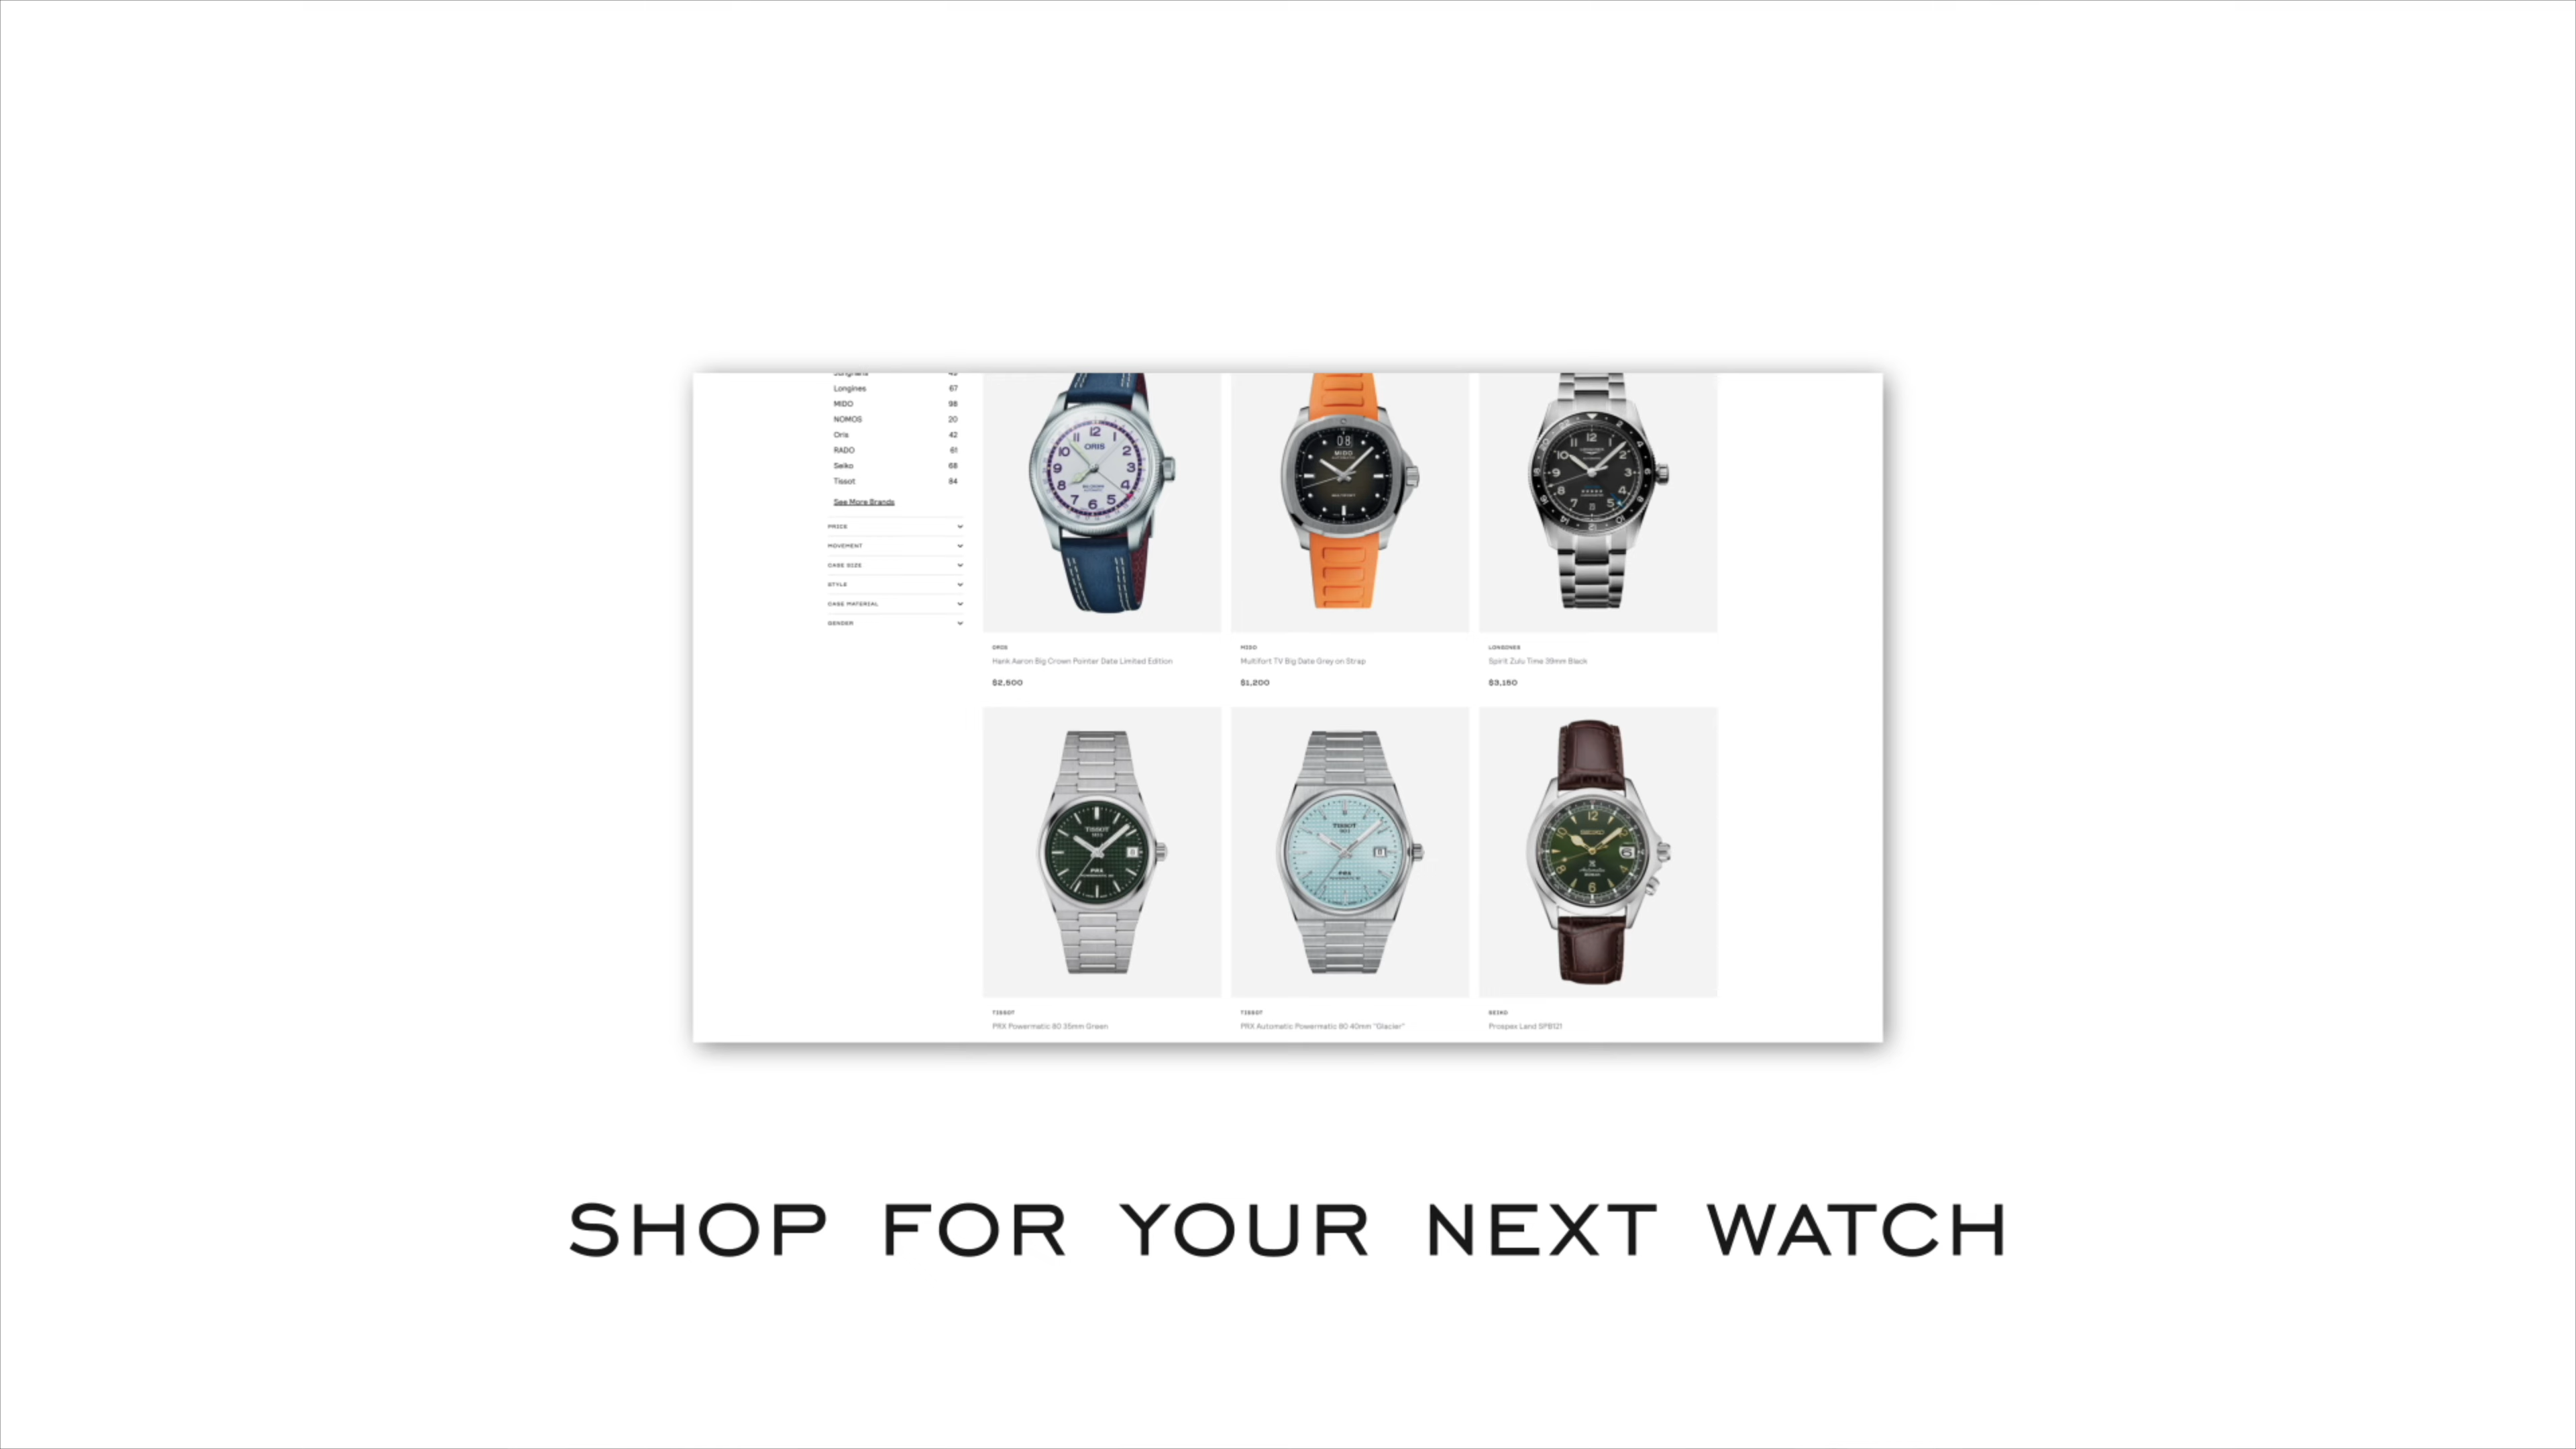 Longines 67
MIDO 98
NOMOS 20
Oris 42
RADO 61
Seiko 68
Tissot 84
See More Brands
PRICE
MOVEMENT
CASE SIZE
STYLE
CASE MATERIAL
GENDER
ORIS
Hank Aaron Big Crown Pointer Date Limited Edition
$2,500
MIDO
Multifort TV Big Date Grey on Strap
$1,200
LONGINES
Spirit Zulu Time 39mm Black
$3,150
TISSOT
PRX Powermatic 80 35mm Green
TISSOT
PRX Automatic Powermatic 80 40mm "Glacier"
SEIKO
Prospex Land SPB121
SHOP FOR YOUR NEXT WATCH